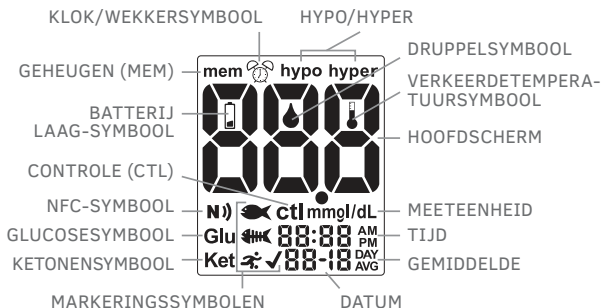 KLOK/WEKKERSYMBOOL
HYPO/HYPER
DRUPPELSYMBOOL
GEHEUGEN (MEM)
mem hypo hyper
VERKEERDETEMPERA-
TUURSYMBOOL
BATTERIJ
LAAG-SYMBOOL
888
HOOFDSCHERM
CONTROLE (CTL)
NFC-SYMBOOL
N)) ctl mmol/dL
MEETEENHEID
GLUCOSESYMBOOL
Glu 88:88 AM PM
TIJD
KETONENSYMBOOL
Ket 88-18 DAY AVG
GEMIDDELDE
MARKERINGSSYMBOLEN
DATUM